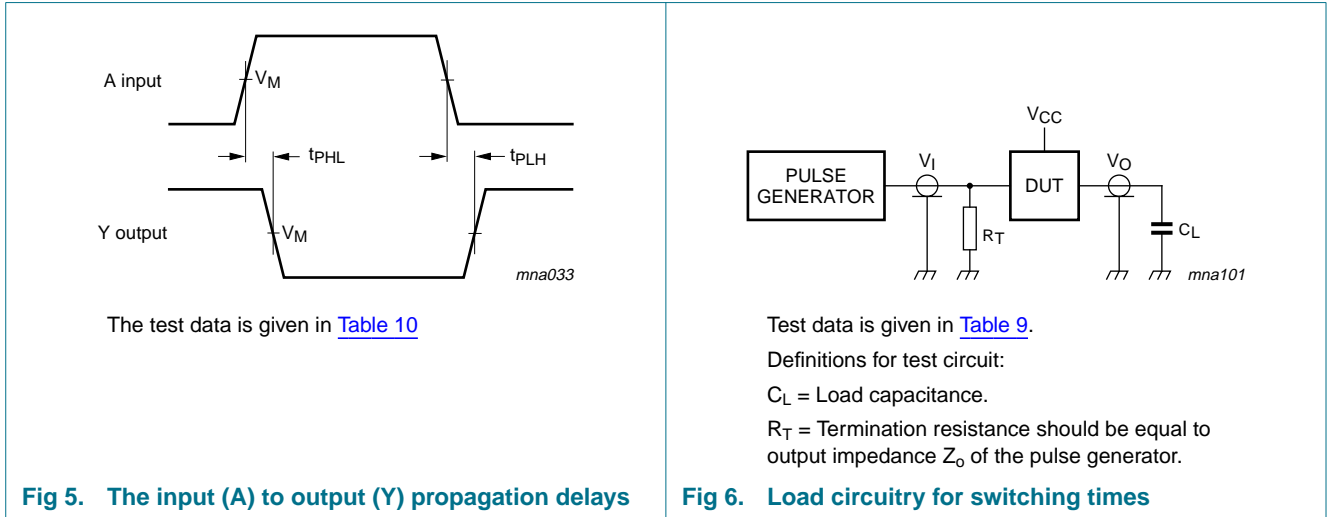 A input
VM
tPHL
tPLH
Y output
VM
mna033
The test data is given in Table 10
Fig 5. The input (A) to output (Y) propagation delays
VCC
PULSE
GENERATOR
VI
DUT
VO
RT
CL
mna101
Test data is given in Table 9.
Definitions for test circuit:
CL = Load capacitance.
RT = Termination resistance should be equal to
output impedance Zo of the pulse generator.
Fig 6. Load circuitry for switching times